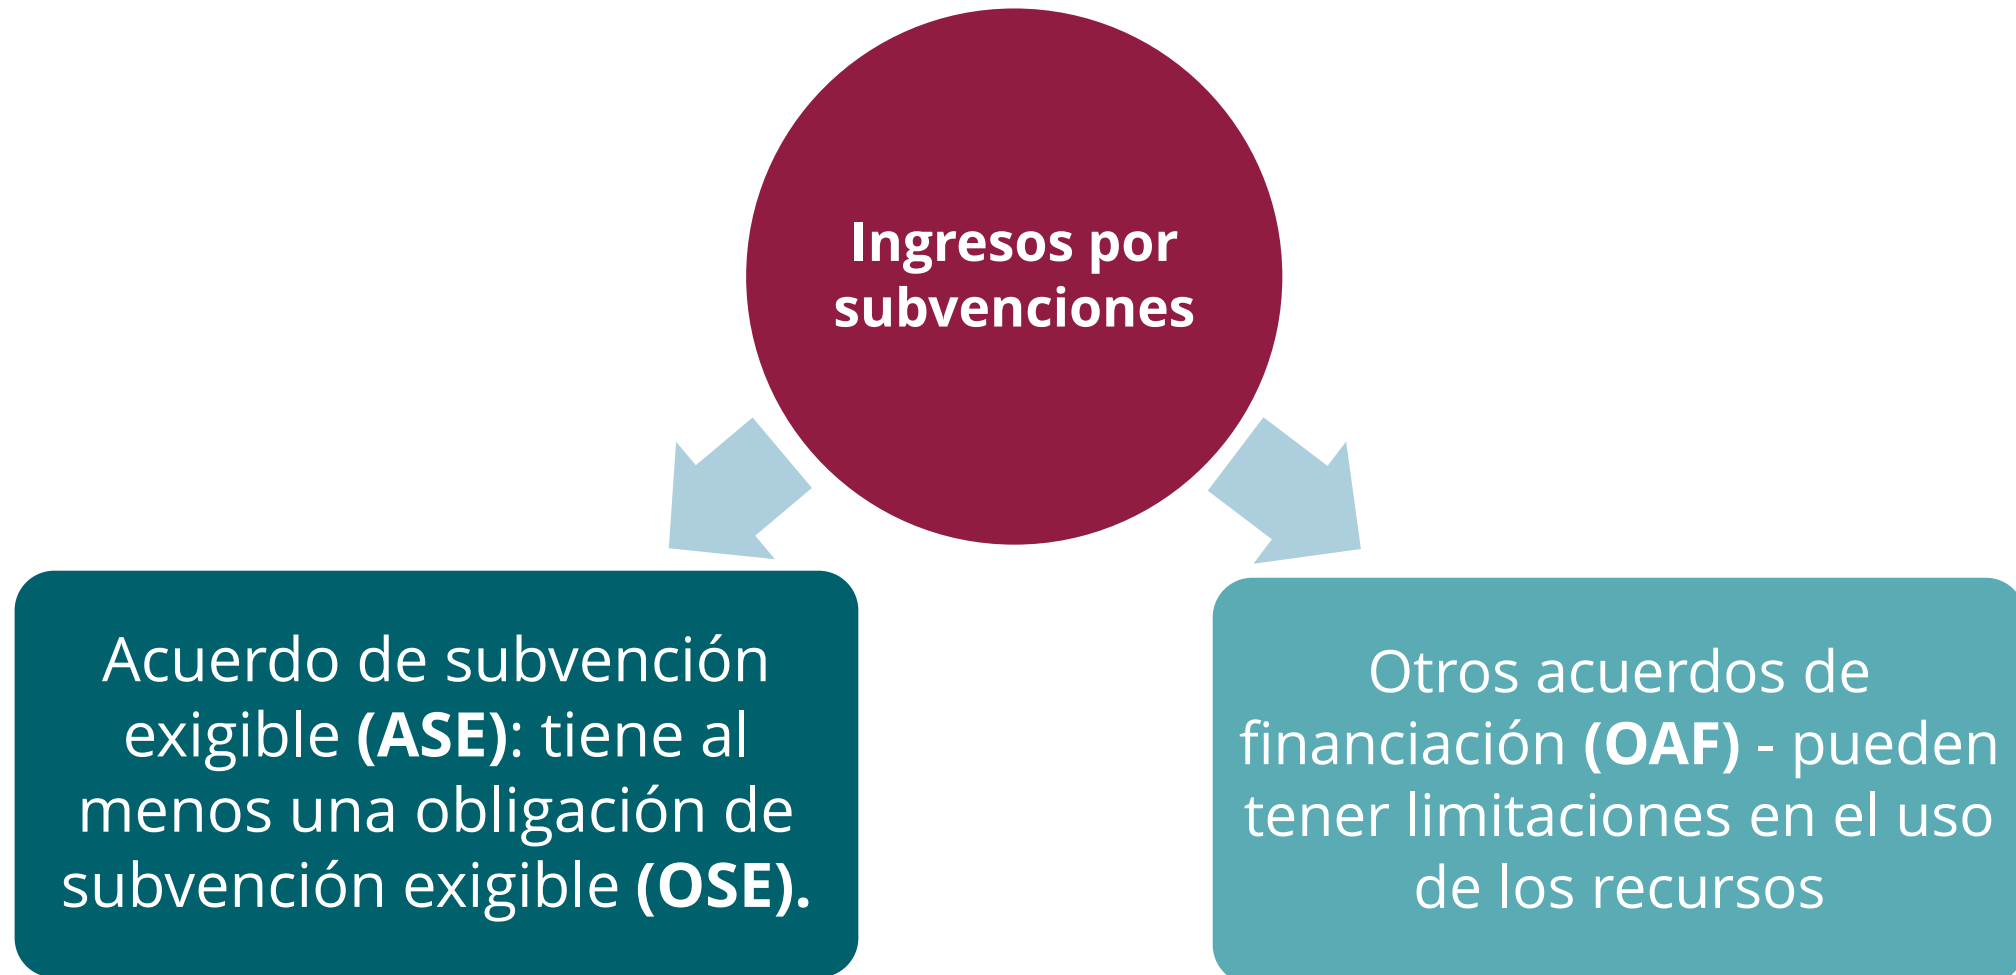 Ingresos por
subvenciones
Acuerdo de subvención
exigible (ASE): tiene al
menos una obligación de
subvención exigible (OSE).
Otros acuerdos de
financiación (OAF) - pueden
tener limitaciones en el uso
de los recursos